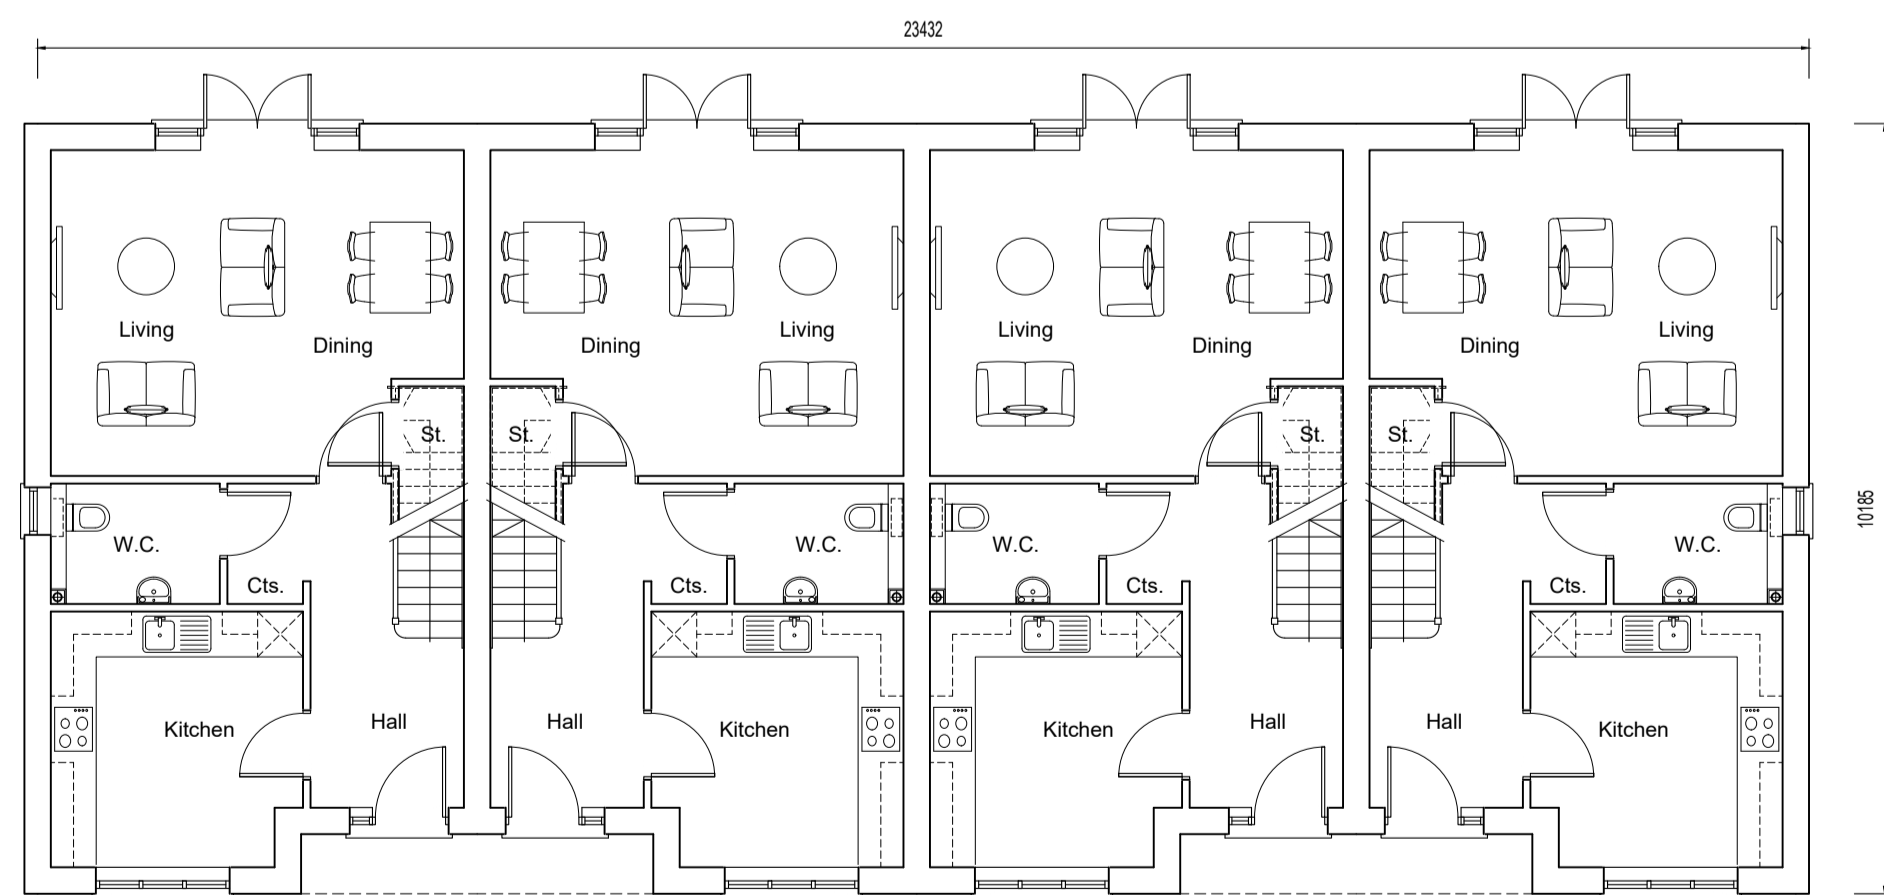 23432
Living
Dining
Dining
Living
Living
Dining
Dining
Living
St.
St.
St.
St.
10185
W.C.
W.C.
W.C.
W.C.
Cts.
Cts.
Cts.
Cts.
Kitchen
Hall
Hall
Kitchen
Kitchen
Hall
Hall
Kitchen